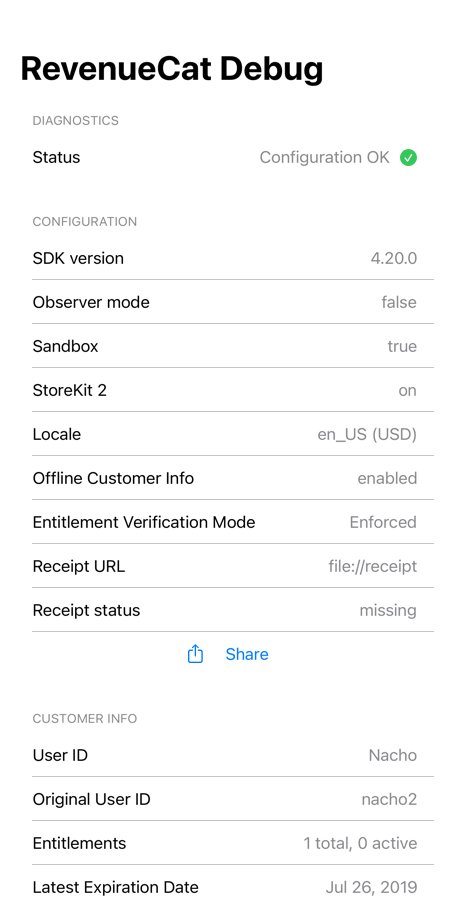 RevenueCat Debug
DIAGNOSTICS
Status Configuration OK
CONFIGURATION
SDK version 4.20.0
Observer mode false
Sandbox true
StoreKit 2 on
Locale en_US (USD)
Offline Customer Info enabled
Entitlement Verification Mode Enforced
Receipt URL file://receipt
Receipt status missing
Share
CUSTOMER INFO
User ID Nacho
Original User ID nacho2
Entitlements 1 total, 0 active
Latest Expiration Date Jul 26, 2019